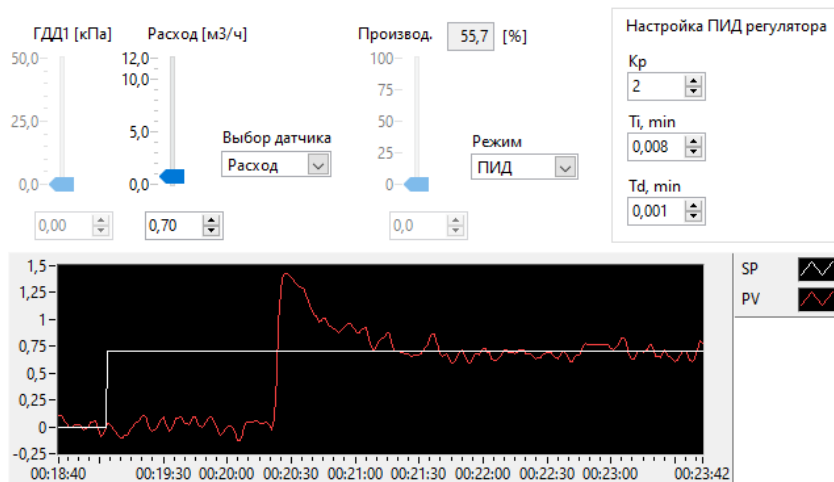 ГДД1 [кПа] Расход [м3/ч] Производ. 55,7 [%] Настройка ПИД регулятора
50,0 12,0 100
10,0 Kp
2
75
25,0 5,0 50 Ti, min
Выбор датчика Режим 0,008
Расход 25 ПИД
0,0 0,0 0 Td, min
0,001
0,00 0,70 0,0
1,5 SP
1,25 PV
1
0,75
0,5
0,25
0
-0,25
00:18:40 00:19:30 00:20:00 00:20:30 00:21:00 00:21:30 00:22:00 00:22:30 00:23:00 00:23:42